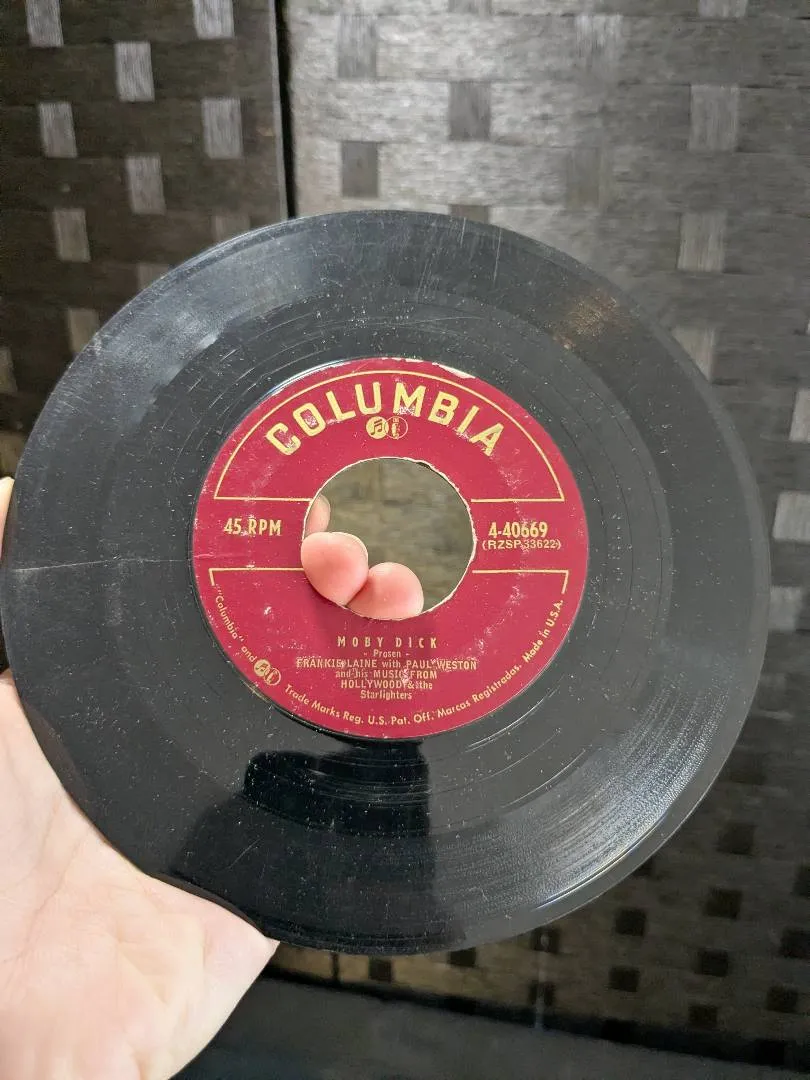 COLUMBIA
45 RPM
4-40669
(RZSP 33622)
MOBY DICK
- Prosen -
FRANKIE LAINE with PAUL WESTON
and his MUSIC FROM
HOLLYWOOD & the
Starlighters
"Columbia" and Trade Marks Reg. U.S. Pat. Off. Marcas Registradas. Made in U.S.A.